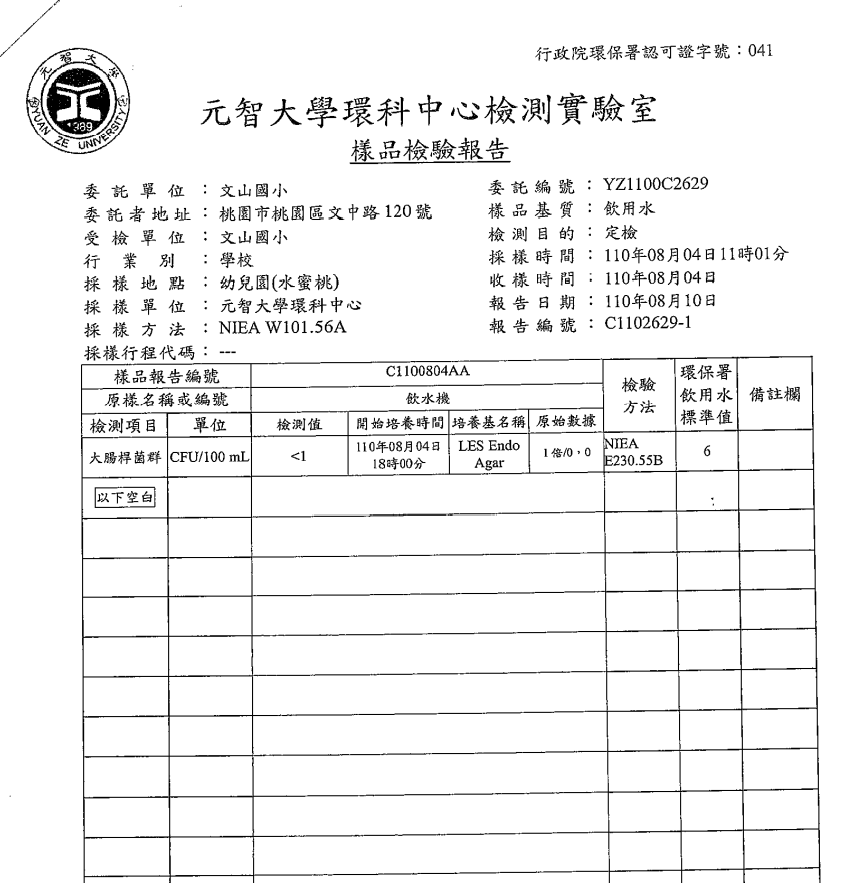 行政院環保署認可證字號：041
元智大學
YUAN ZE UNIVERSITY
1989
元智大學環科中心檢測實驗室
樣品檢驗報告
委託單位：文山國小
委託編號：YZ1100C2629
委託者地址：桃園市桃園區文中路120號
樣品基質：飲用水
受檢單位：文山國小
檢測目的：定檢
行業別：學校
採樣時間：110年08月04日11時01分
採樣地點：幼兒園(水蜜桃)
收樣時間：110年08月04日
採樣單位：元智大學環科中心
報告日期：110年08月10日
採樣方法：NIEA W101.56A
報告編號：C1102629-1
採樣行程代碼：---
樣品報告編號 C1100804AA 檢驗方法 環保署飲用水標準值 備註欄
原樣名稱或編號 飲水機
檢測項目 單位 檢測值 開始培養時間 培養基名稱 原始數據
大腸桿菌群 CFU/100 mL <1 110年08月04日 18時00分 LES Endo Agar 1倍/0，0 NIEA E230.55B 6
以下空白